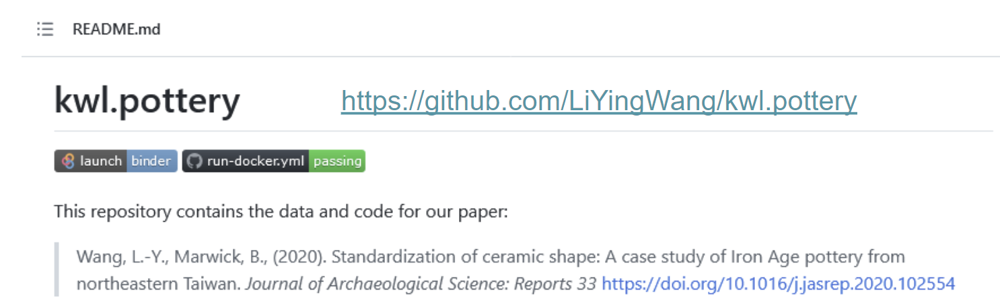 README.md
kwl.pottery https://github.com/LiYingWang/kwl.pottery
launch binder run-docker.yml passing
This repository contains the data and code for our paper:
Wang, L.-Y., Marwick, B., (2020). Standardization of ceramic shape: A case study of Iron Age pottery from
northeastern Taiwan. Journal of Archaeological Science: Reports 33 https://doi.org/10.1016/j.jasrep.2020.102554